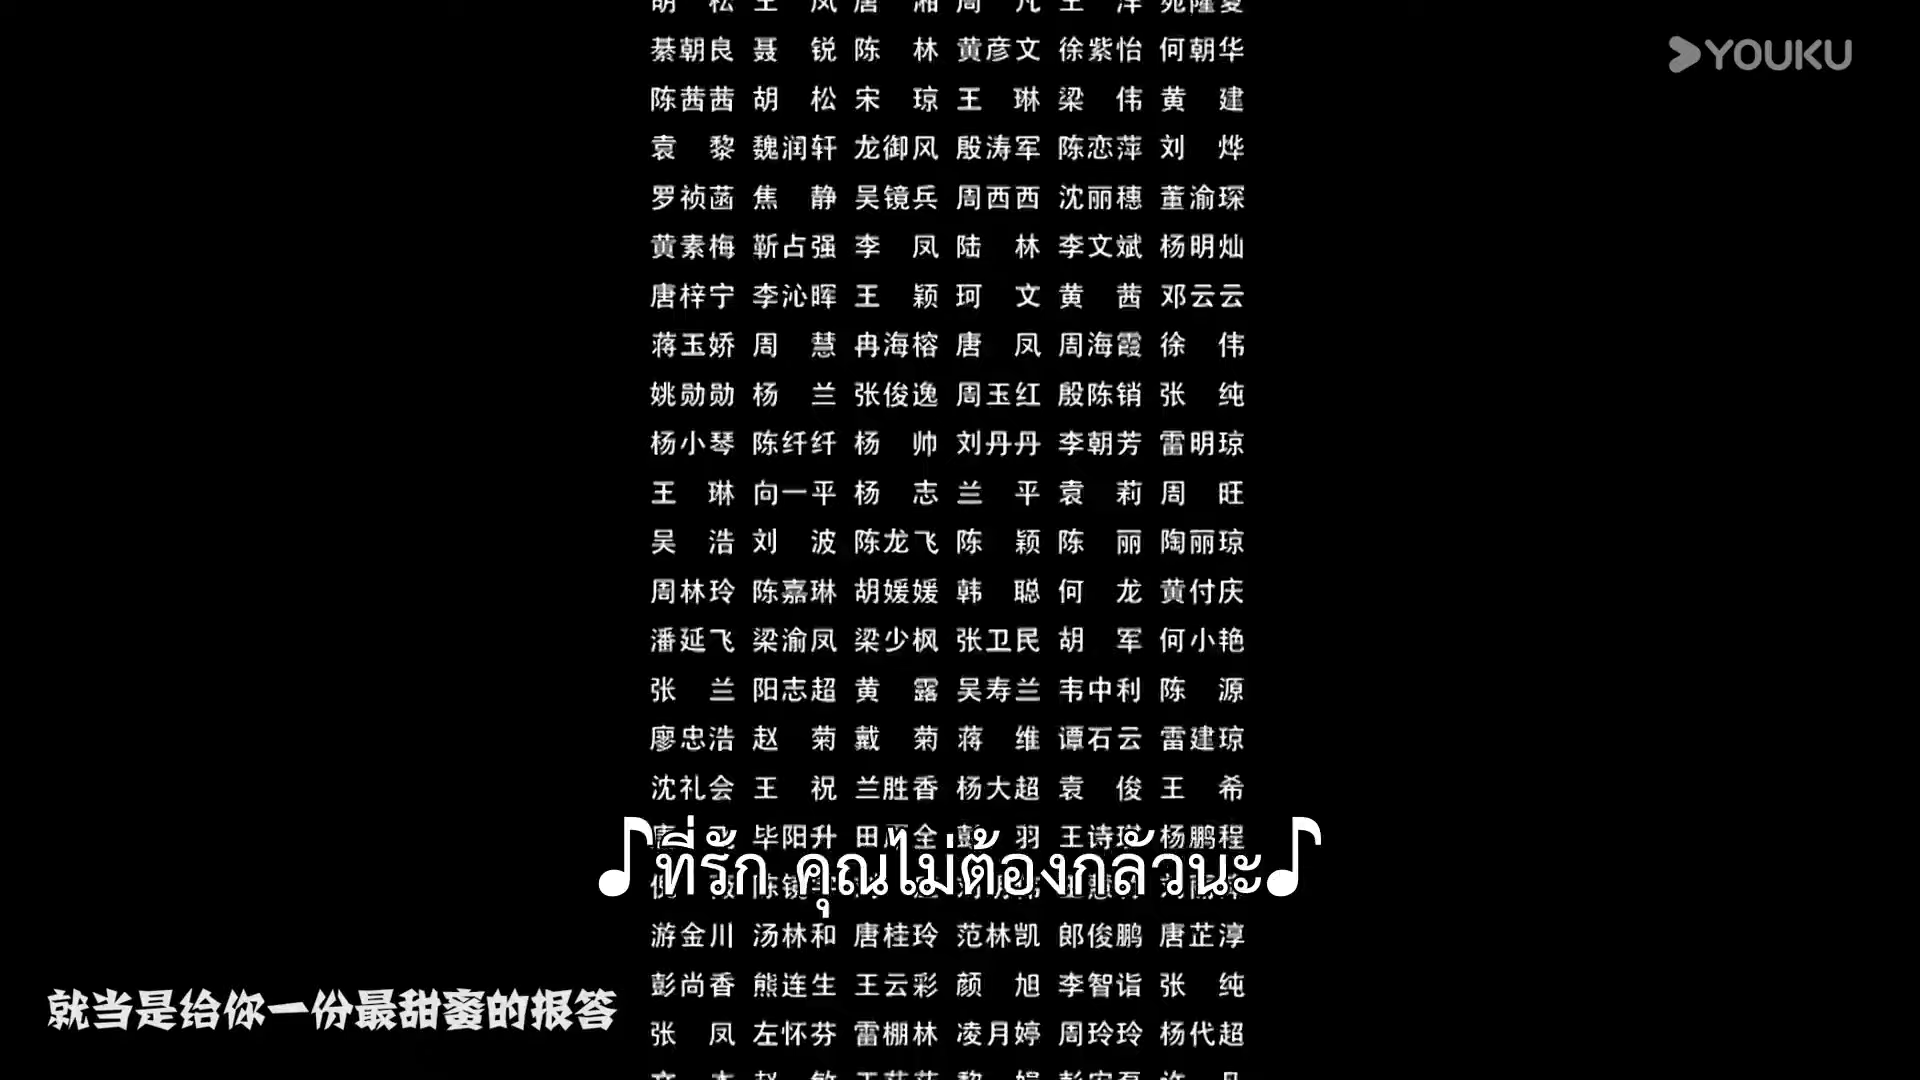 YOUKU
綦朝良 聂锐 陈林 黄彦文 徐紫怡 何朝华
陈茜茜 胡松 宋琼 王琳 梁伟 黄建
袁黎 魏润轩 龙御风 殷涛军 陈恋萍 刘烨
罗祯菡 焦静 吴镜兵 周西西 沈丽穗 董渝琛
黄素梅 靳占强 李凤 陆林 李文斌 杨明灿
唐梓宁 李沁晖 王颖 珂文 黄茜 邓云云
蒋玉娇 周慧 冉海榕 唐凤 周海霞 徐伟
姚勋勋 杨兰 张俊逸 周玉红 殷陈销 张纯
杨小琴 陈纤纤 杨帅 刘丹丹 李朝芳 雷明琼
王琳 向一平 杨志 兰平 袁莉 周旺
吴浩 刘波 陈龙飞 陈颖 陈丽 陶丽琼
周林玲 陈嘉琳 胡媛媛 韩聪 何龙 黄付庆
潘延飞 梁渝凤 梁少枫 张卫民 胡军 何小艳
张兰 阳志超 黄露 吴寿兰 韦中利 陈源
廖忠浩 赵菊 戴菊 蒋维 谭石云 雷建琼
沈礼会 王祝 兰胜香 杨大超 袁俊 王希
毕阳升 彭羽 杨鹏程
♪ที่รัก คุณไม่ต้องกลัวนะ♪
游金川 汤林和 唐桂玲 范林凯 郎俊鹏 唐芷淳
彭尚香 熊连生 王云彩 颜旭 李智诣 张纯
就当是给你一份最甜蜜的报答
张凤 左怀芬 雷棚林 凌月婷 周玲玲 杨代超